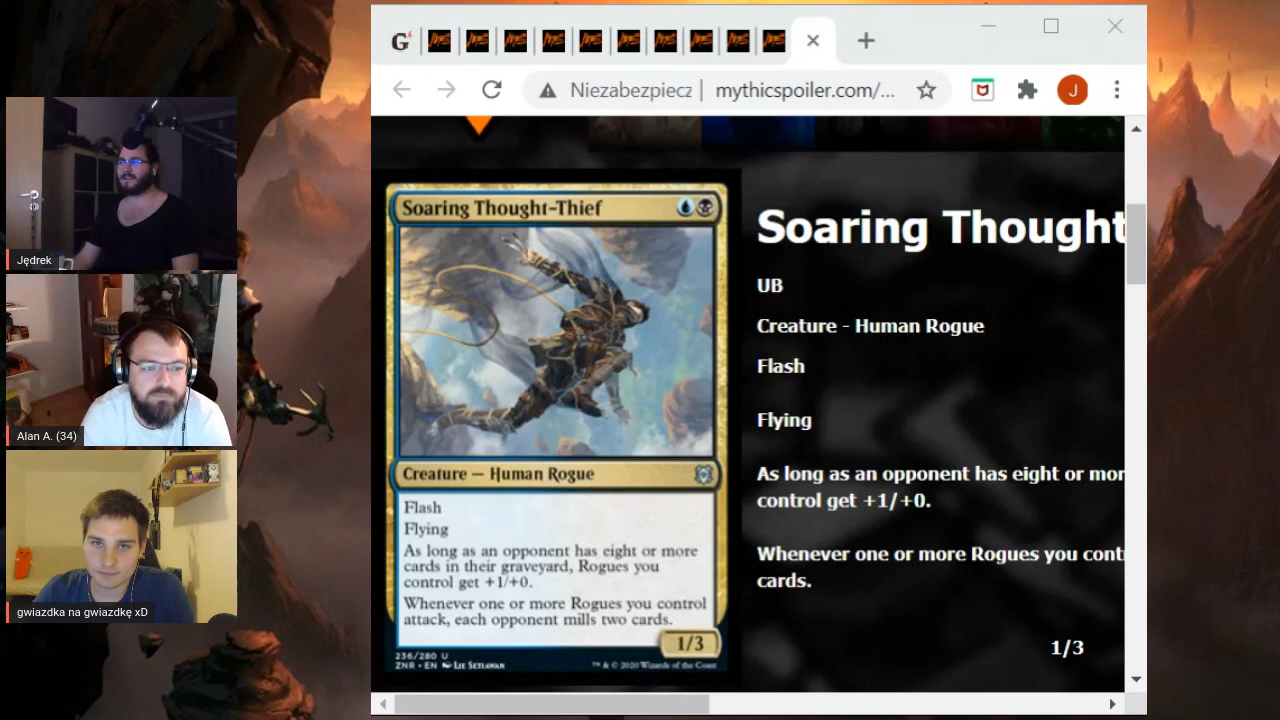 G
Niezabezpiecz
mythicspoiler.com/...
J
Jędrek
Alan A. (34)
gwiazdka na gwiazdkę xD
Soaring Thought-Thief
Creature — Human Rogue
Flash
Flying
As long as an opponent has eight or more
cards in their graveyard, Rogues you
control get +1/+0.
Whenever one or more Rogues you control
attack, each opponent mills two cards.
1/3
236/280 U
ZNR • EN Lie Setiawan
™ & © 2020 Wizards of the Coast
Soaring Thought
UB
Creature - Human Rogue
Flash
Flying
As long as an opponent has eight or mor
control get +1/+0.
Whenever one or more Rogues you cont
cards.
1/3